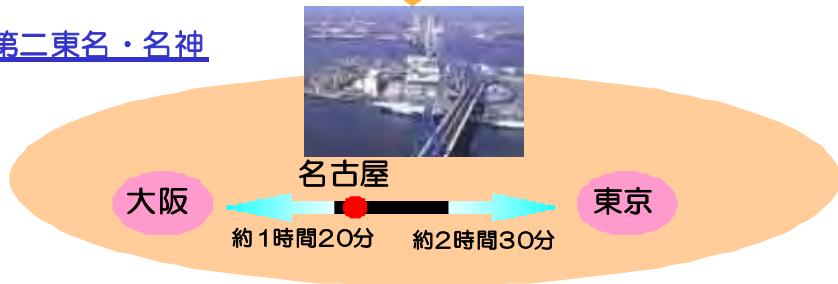 第二東名・名神
名古屋
大阪
東京
約1時間20分
約2時間30分